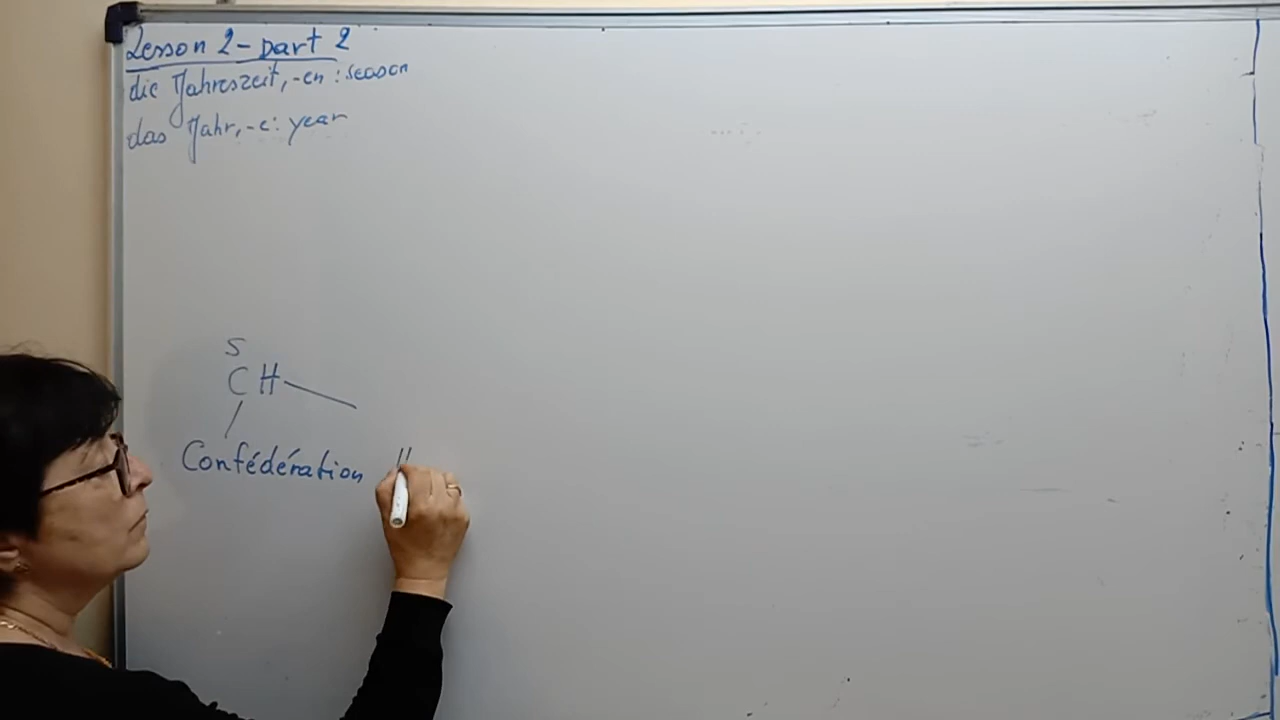 Lesson 2 - part 2
die Jahreszeit, -en : season
das Jahr, -e : year
S
CH
Confédération H